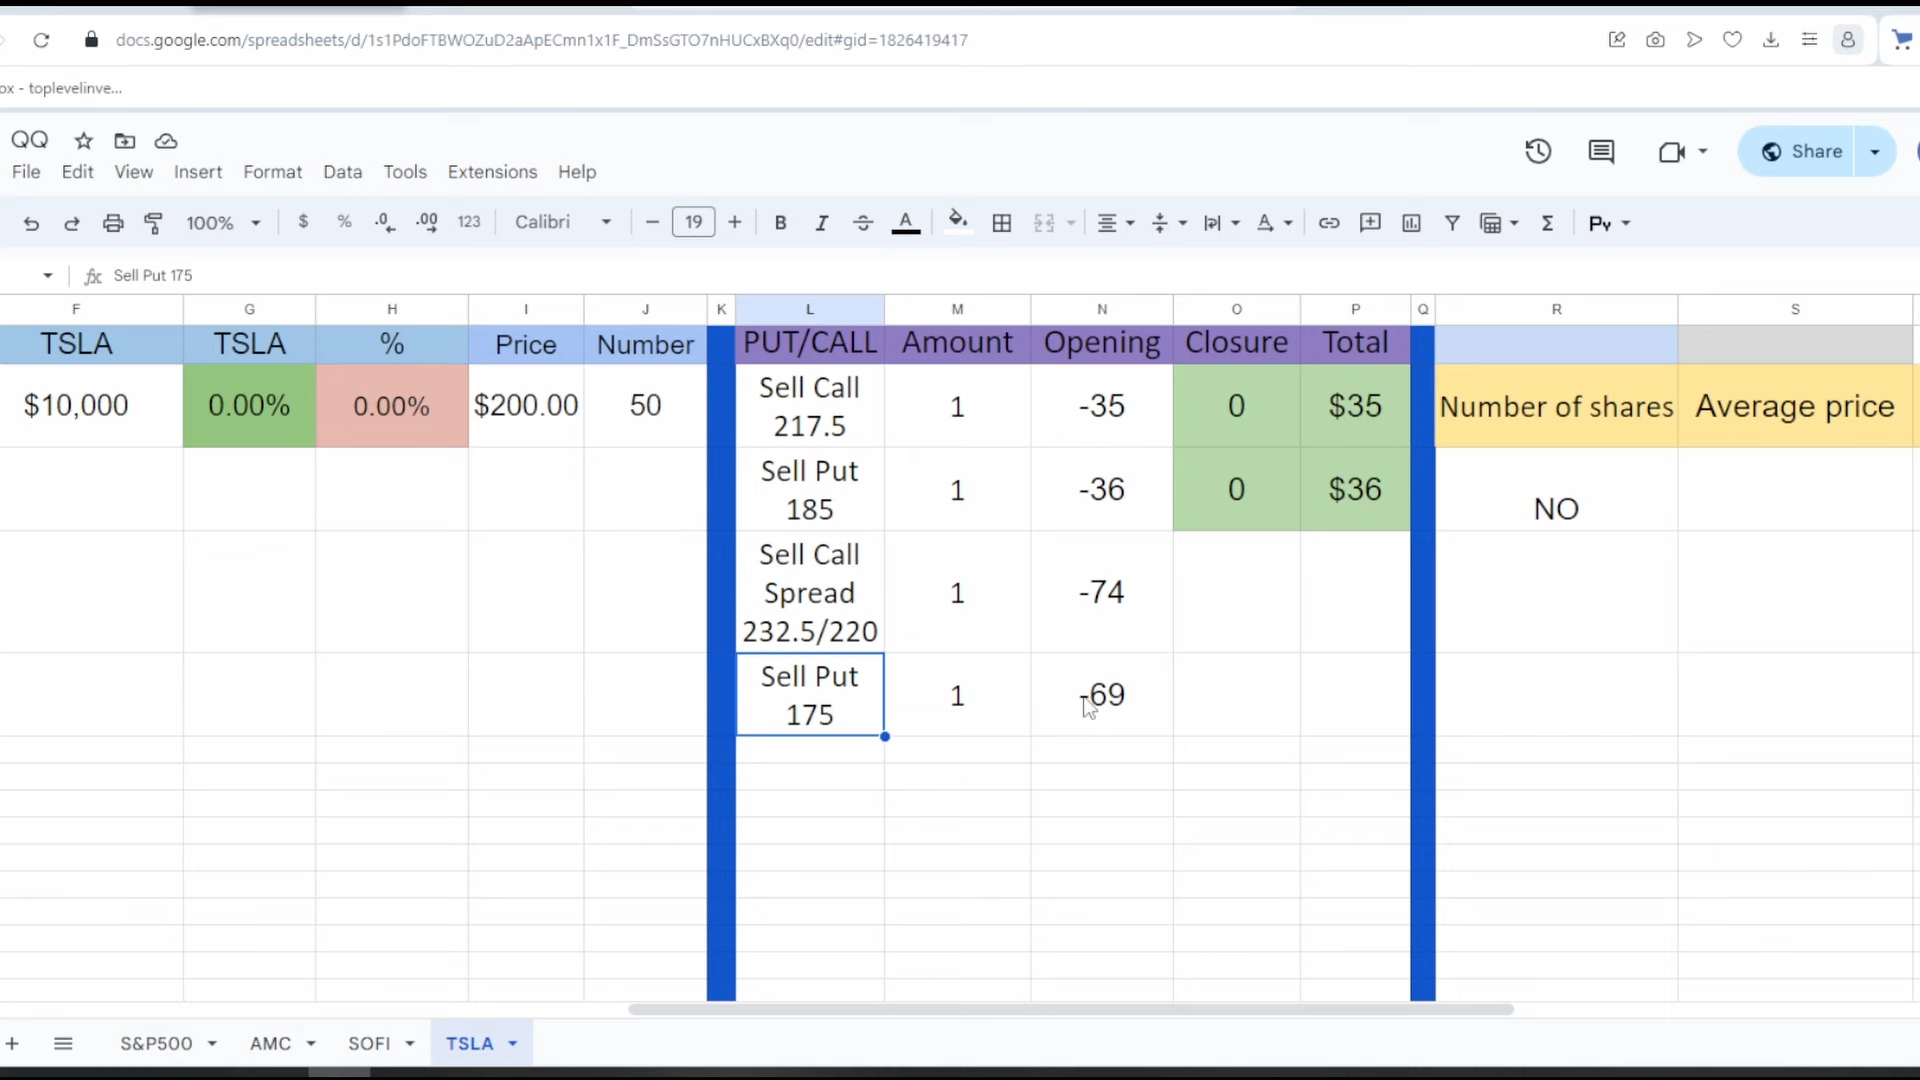 docs.google.com/spreadsheets/d/1s1PdoFTBWOZuD2aApECmn1x1F_DmSsGTO7nHUCxBXq0/edit#gid=1826419417
ox - toplevelinve...
QQ
File Edit View Insert Format Data Tools Extensions Help
Share
100% $ % .0 .00 123 Calibri 19 B I A Σ Py
fx Sell Put 175
F G H I J K L M N O P Q R S
TSLA TSLA % Price Number PUT/CALL Amount Opening Closure Total
$10,000 0.00% 0.00% $200.00 50 Sell Call 217.5 1 -35 0 $35 Number of shares Average price
Sell Put 185 1 -36 0 $36 NO
Sell Call Spread 232.5/220 1 -74
Sell Put 175 1 -69
S&P500 AMC SOFI TSLA